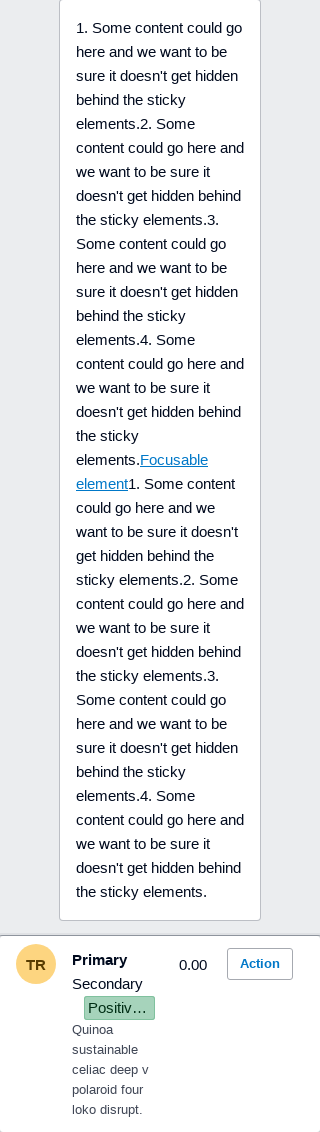 1. Some content could go
here and we want to be
sure it doesn't get hidden
behind the sticky
elements.2. Some
content could go here and
we want to be sure it
doesn't get hidden behind
the sticky elements.3.
Some content could go
here and we want to be
sure it doesn't get hidden
behind the sticky
elements.4. Some
content could go here and
we want to be sure it
doesn't get hidden behind
the sticky
elements.Focusable
element1. Some content
could go here and we
want to be sure it doesn't
get hidden behind the
sticky elements.2. Some
content could go here and
we want to be sure it
doesn't get hidden behind
the sticky elements.3.
Some content could go
here and we want to be
sure it doesn't get hidden
behind the sticky
elements.4. Some
content could go here and
we want to be sure it
doesn't get hidden behind
the sticky elements.
TR
Primary
Secondary
Positiv…
Quinoa
sustainable
celiac deep v
polaroid four
loko disrupt.
0.00
Action